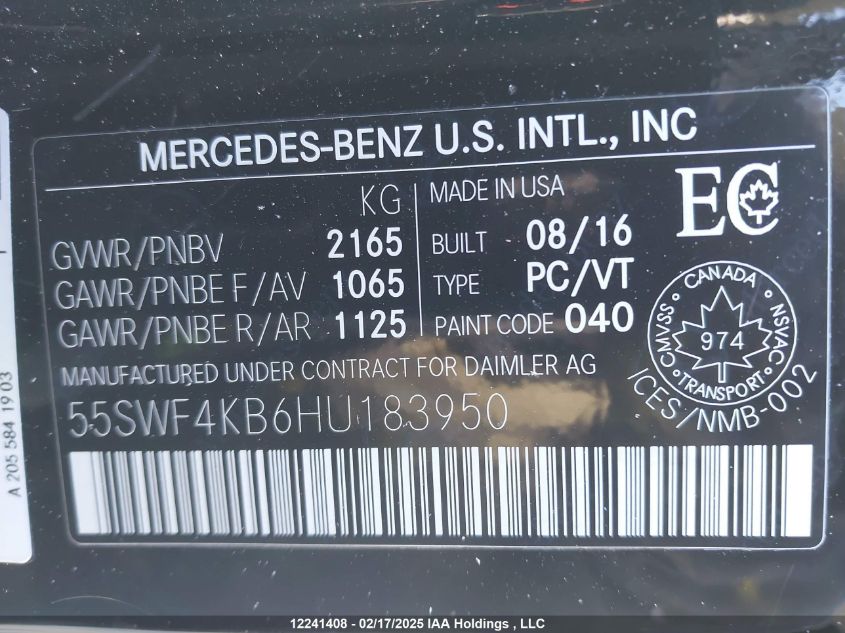 MERCEDES-BENZ U.S. INTL., INC
KG
GVWR/PNBV 2165
GAWR/PNBE F/AV 1065
GAWR/PNBE R/AR 1125
MADE IN USA
BUILT 08/16
TYPE PC/VT
PAINT CODE 040
EC
CANADA
CMVSS
974
NSVAC
TRANSPORT
ICES/NMB-002
MANUFACTURED UNDER CONTRACT FOR DAIMLER AG
55SWF4KB6HU183950
A 205 584 19 03
12241408 - 02/17/2025 IAA Holdings , LLC